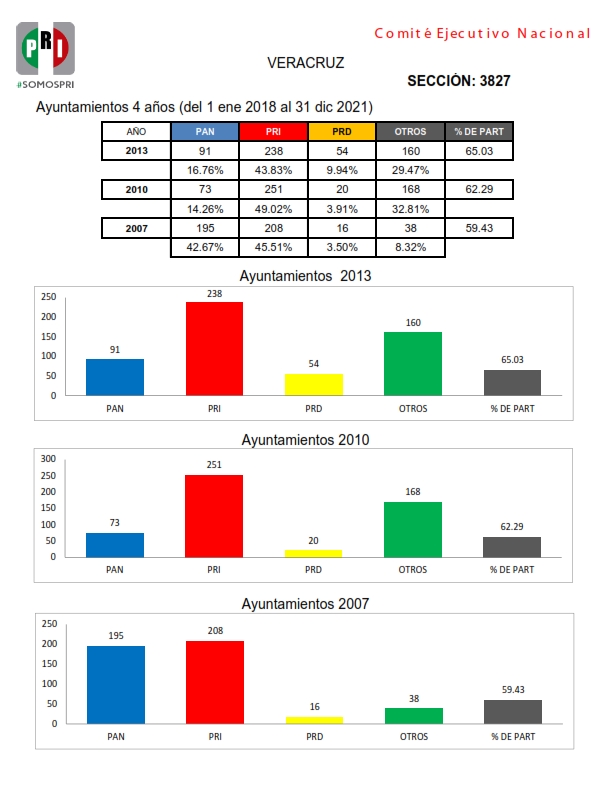 Comité Ejecutivo Nacional
PRI
#SOMOSPRI
VERACRUZ
SECCIÓN: 3827
Ayuntamientos 4 años (del 1 ene 2018 al 31 dic 2021)
AÑO PAN PRI PRD OTROS % DE PART
2013 91 238 54 160 65.03
16.76% 43.83% 9.94% 29.47%
2010 73 251 20 168 62.29
14.26% 49.02% 3.91% 32.81%
2007 195 208 16 38 59.43
42.67% 45.51% 3.50% 8.32%
Ayuntamientos 2013
250
200
150
100
50
0
91 238 54 160 65.03
PAN PRI PRD OTROS % DE PART
Ayuntamientos 2010
300
250
200
150
100
50
0
73 251 20 168 62.29
PAN PRI PRD OTROS % DE PART
Ayuntamientos 2007
250
200
150
100
50
0
195 208 16 38 59.43
PAN PRI PRD OTROS % DE PART